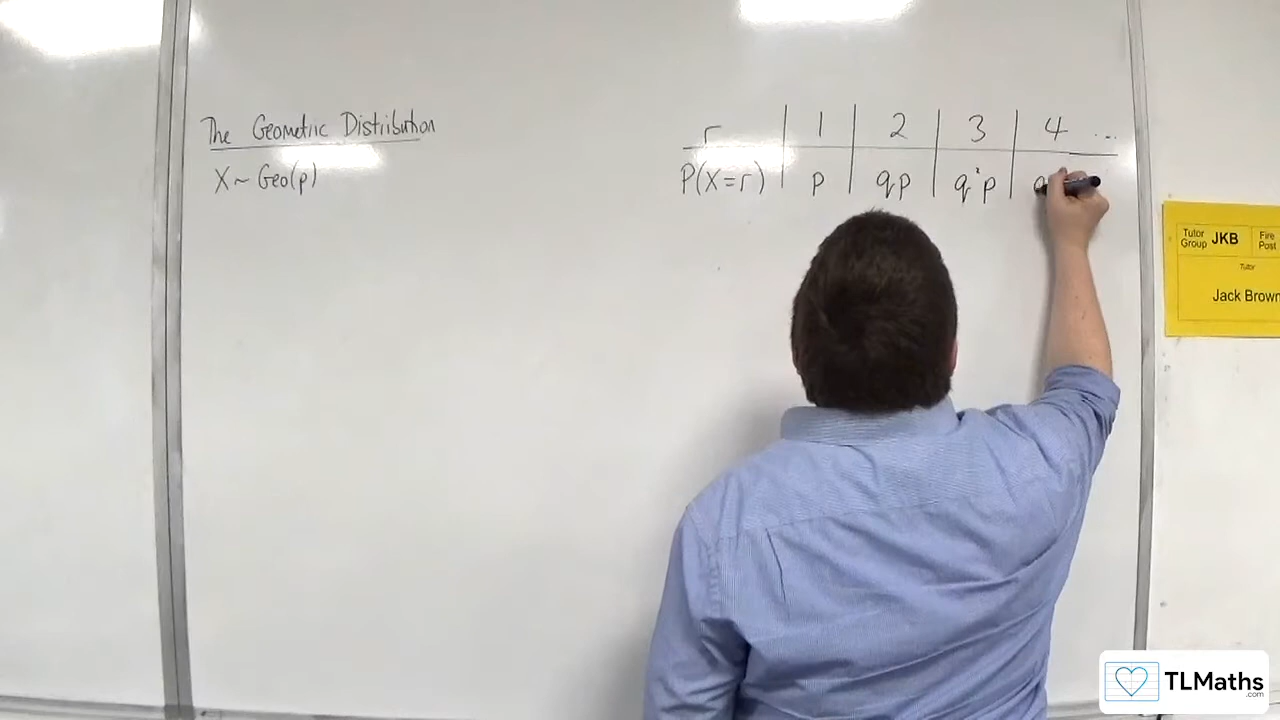 The Geometric Distribution
X ~ Geo(p)
r | 1 | 2 | 3 | 4 ...
P(X=r) | p | qp | q²p | q
Tutor Group JKB Fire Post
Tutor
Jack Brown
TLMaths
.com